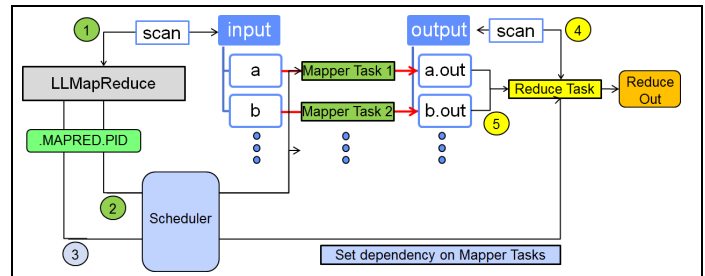 1
scan
input
output
scan
4
LLMapReduce
a
Mapper Task 1
a.out
Reduce Task
Reduce
Out
.MAPRED.PID
b
Mapper Task 2
b.out
5
2
Scheduler
3
Set dependency on Mapper Tasks